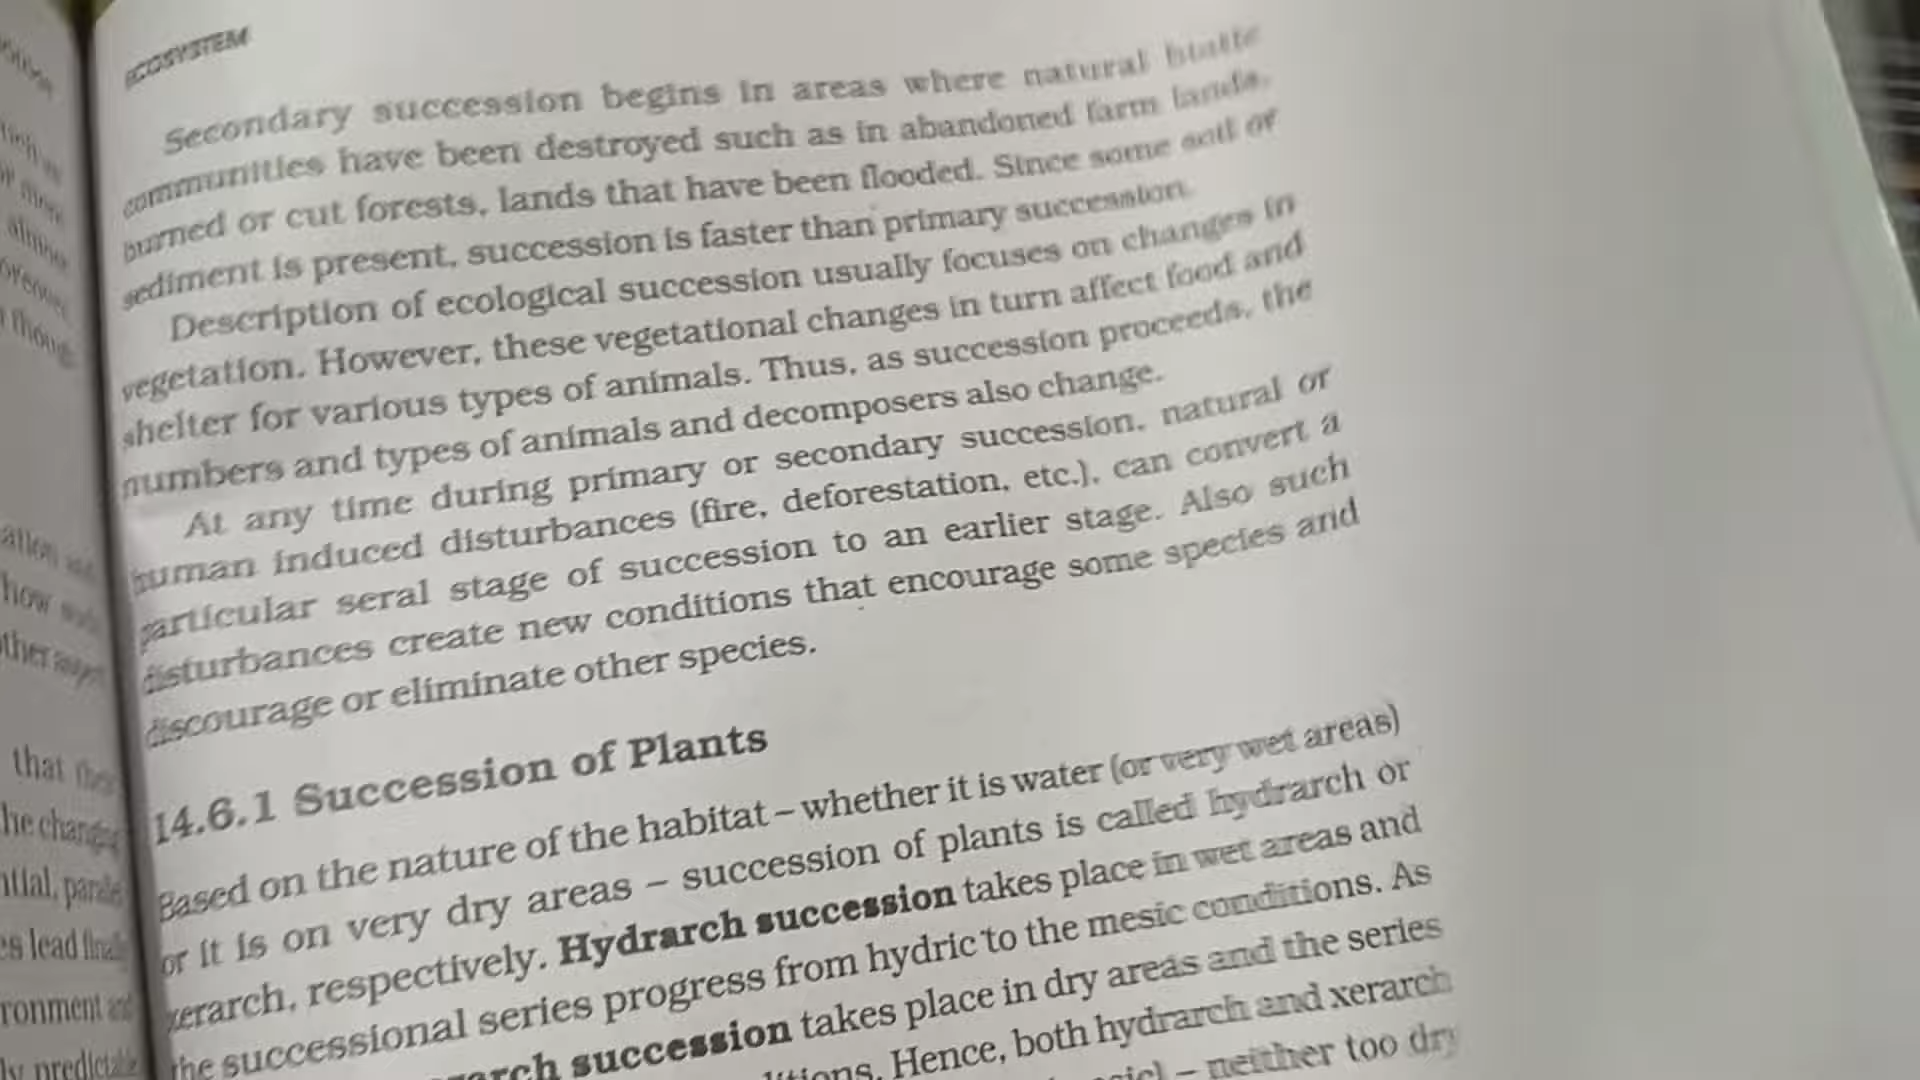 ECOSYSTEM
Secondary succession begins in areas where natural biotic
communities have been destroyed such as in abandoned farm lands,
burned or cut forests, lands that have been flooded. Since some soil or
sediment is present, succession is faster than primary succession.
Description of ecological succession usually focuses on changes in
vegetation. However, these vegetational changes in turn affect food and
shelter for various types of animals. Thus, as succession proceeds, the
numbers and types of animals and decomposers also change.
At any time during primary or secondary succession, natural or
human induced disturbances (fire, deforestation, etc.), can convert a
particular seral stage of succession to an earlier stage. Also such
disturbances create new conditions that encourage some species and
discourage or eliminate other species.
14.6.1 Succession of Plants
Based on the nature of the habitat – whether it is water (or very wet areas)
or it is on very dry areas – succession of plants is called hydrarch or
xerarch, respectively. Hydrarch succession takes place in wet areas and
the successional series progress from hydric to the mesic conditions. As
succession takes place in dry areas and the series
Hence, both hydrarch and xerarch
– neither too dry
that
how
es lead